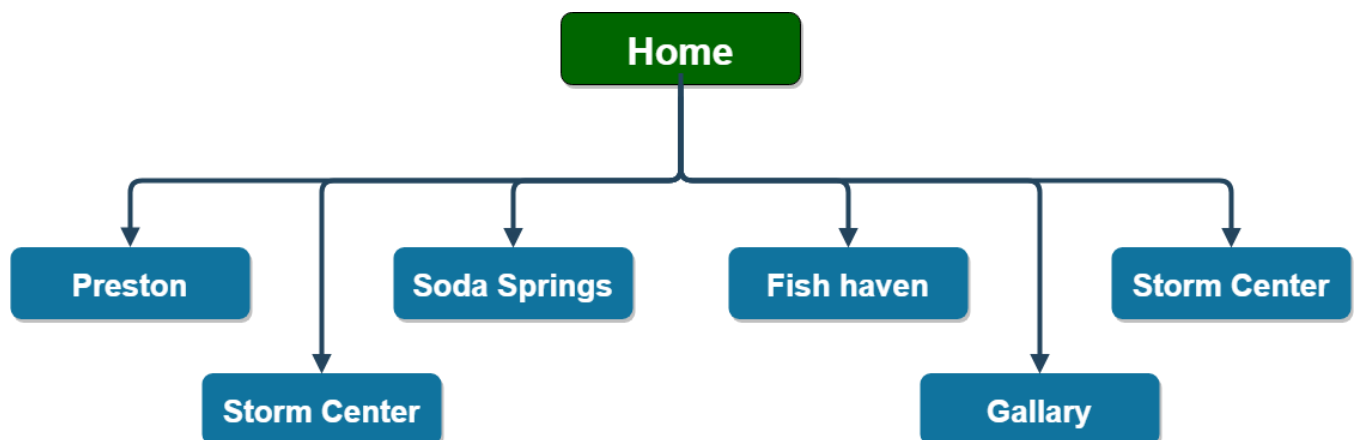 Home
Preston
Soda Springs
Fish haven
Storm Center
Storm Center
Gallary